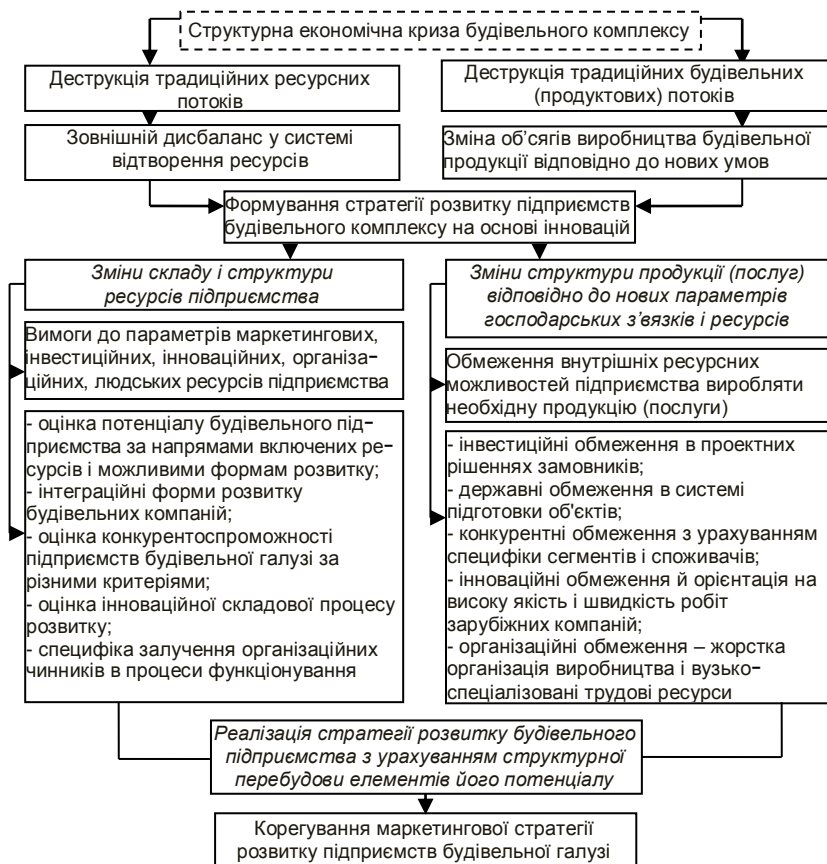 Структурна економічна криза будівельного комплексу
Деструкція традиційних ресурсних
потоків
Деструкція традиційних будівельних
(продуктових) потоків
Зовнішній дисбаланс у системі
відтворення ресурсів
Зміна об’сягів виробництва будівельної
продукції відповідно до нових умов
Формування стратегії розвитку підприємств
будівельного комплексу на основі інновацій
Зміни складу і структури
ресурсів підприємства
Зміни структури продукції (послуг)
відповідно до нових параметрів
господарських з’вязків і ресурсів
Вимоги до параметрів маркетингових,
інвестиційних, інноваційних, організа-
ційних, людських ресурсів підприємства
Обмеження внутрішніх ресурсних
можливостей підприємства виробляти
необхідну продукцію (послуги)
- оцінка потенціалу будівельного під-
приємства за напрямами включених ре-
сурсів і можливими формам розвитку;
- інтеграційні форми розвитку
будівельних компаній;
- оцінка конкурентоспроможності
підприємств будівельної галузі за
різними критеріями;
- оцінка інноваційної складової процесу
розвитку;
- специфіка залучення організаційних
чинників в процеси функціонування
- інвестиційні обмеження в проектних
рішеннях замовників;
- державні обмеження в системі
підготовки об'єктів;
- конкурентні обмеження з урахуванням
специфіки сегментів і споживачів;
- інноваційні обмеження й орієнтація на
високу якість і швидкість робіт
зарубіжних компаній;
- організаційні обмеження – жорстка
організація виробництва і вузько-
спеціалізовані трудові ресурси
Реалізація стратегії розвитку будівельного
підприємства з урахуванням структурної
перебудови елементів його потенціалу
Корегування маркетингової стратегії
розвитку підприємств будівельної галузі